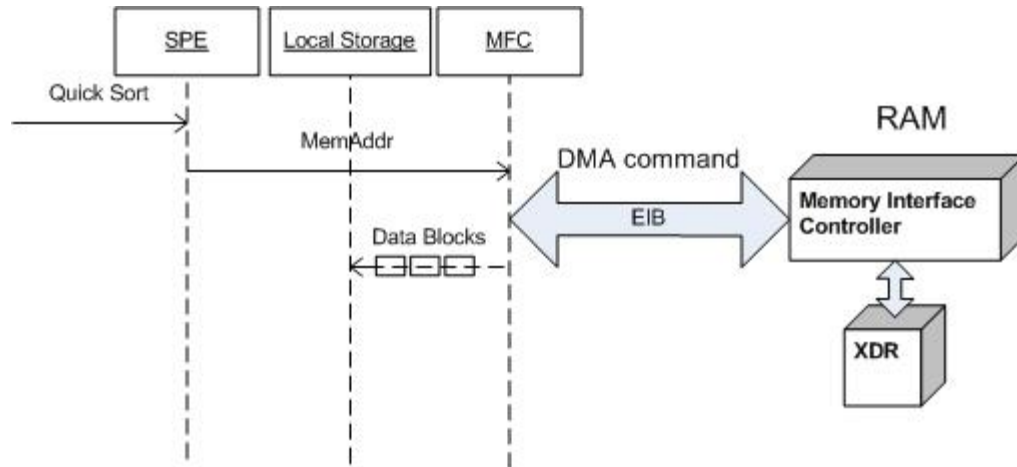 SPE
Local Storage
MFC
Quick Sort
MemAddr
RAM
DMA command
Memory Interface
Controller
EIB
Data Blocks
XDR